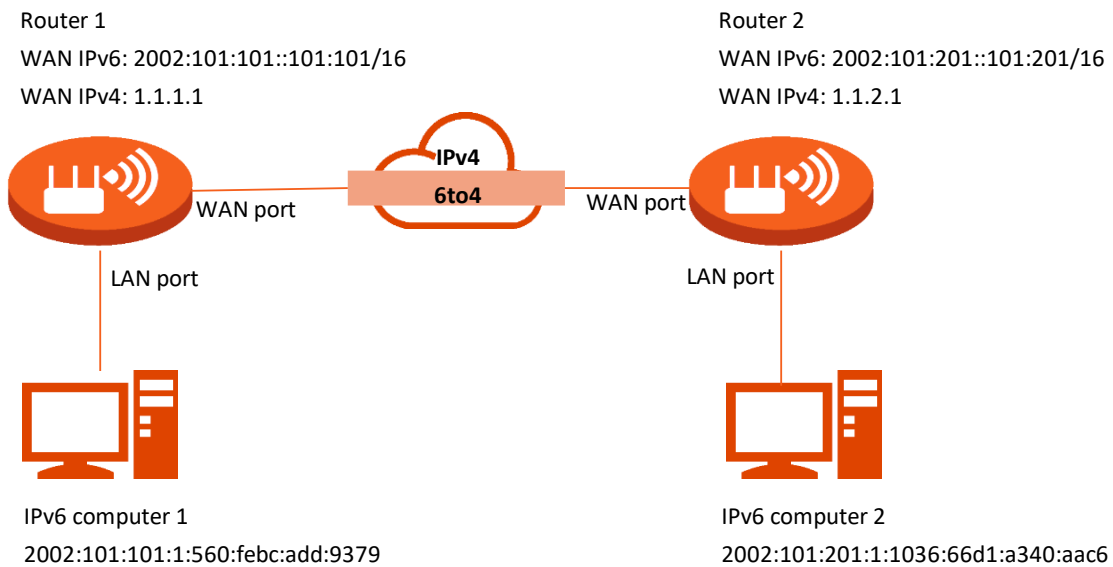 Router 1
WAN IPv6: 2002:101:101::101:101/16
WAN IPv4: 1.1.1.1
Router 2
WAN IPv6: 2002:101:201::101:201/16
WAN IPv4: 1.1.2.1
IPv4
6to4
WAN port
WAN port
LAN port
LAN port
IPv6 computer 1
2002:101:101:1:560:febc:add:9379
IPv6 computer 2
2002:101:201:1:1036:66d1:a340:aac6